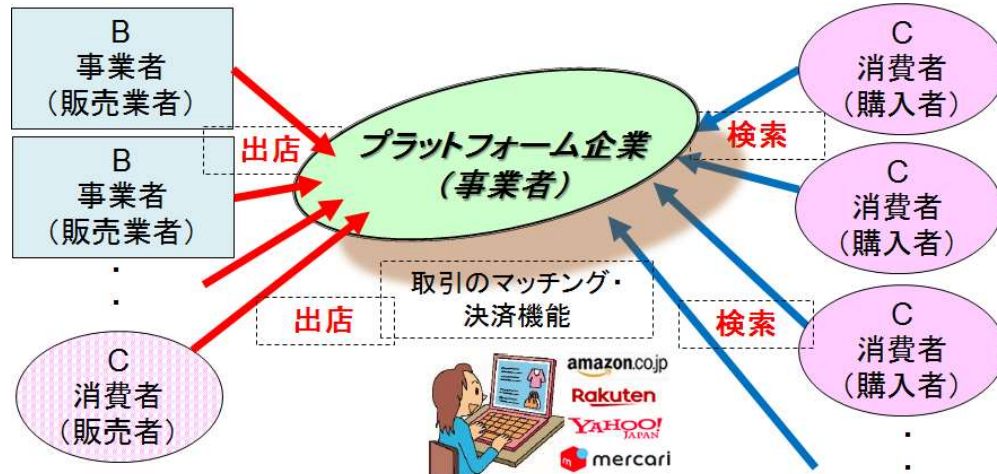 B
事業者
(販売業者)
B
事業者
(販売業者)
・
・
C
消費者
(販売者)
出店
出店
プラットフォーム企業
(事業者)
取引のマッチング・
決済機能
amazon.co.jp
Rakuten
YAHOO!
JAPAN
mercari
検索
検索
C
消費者
(購入者)
C
消費者
(購入者)
C
消費者
(購入者)
・
・